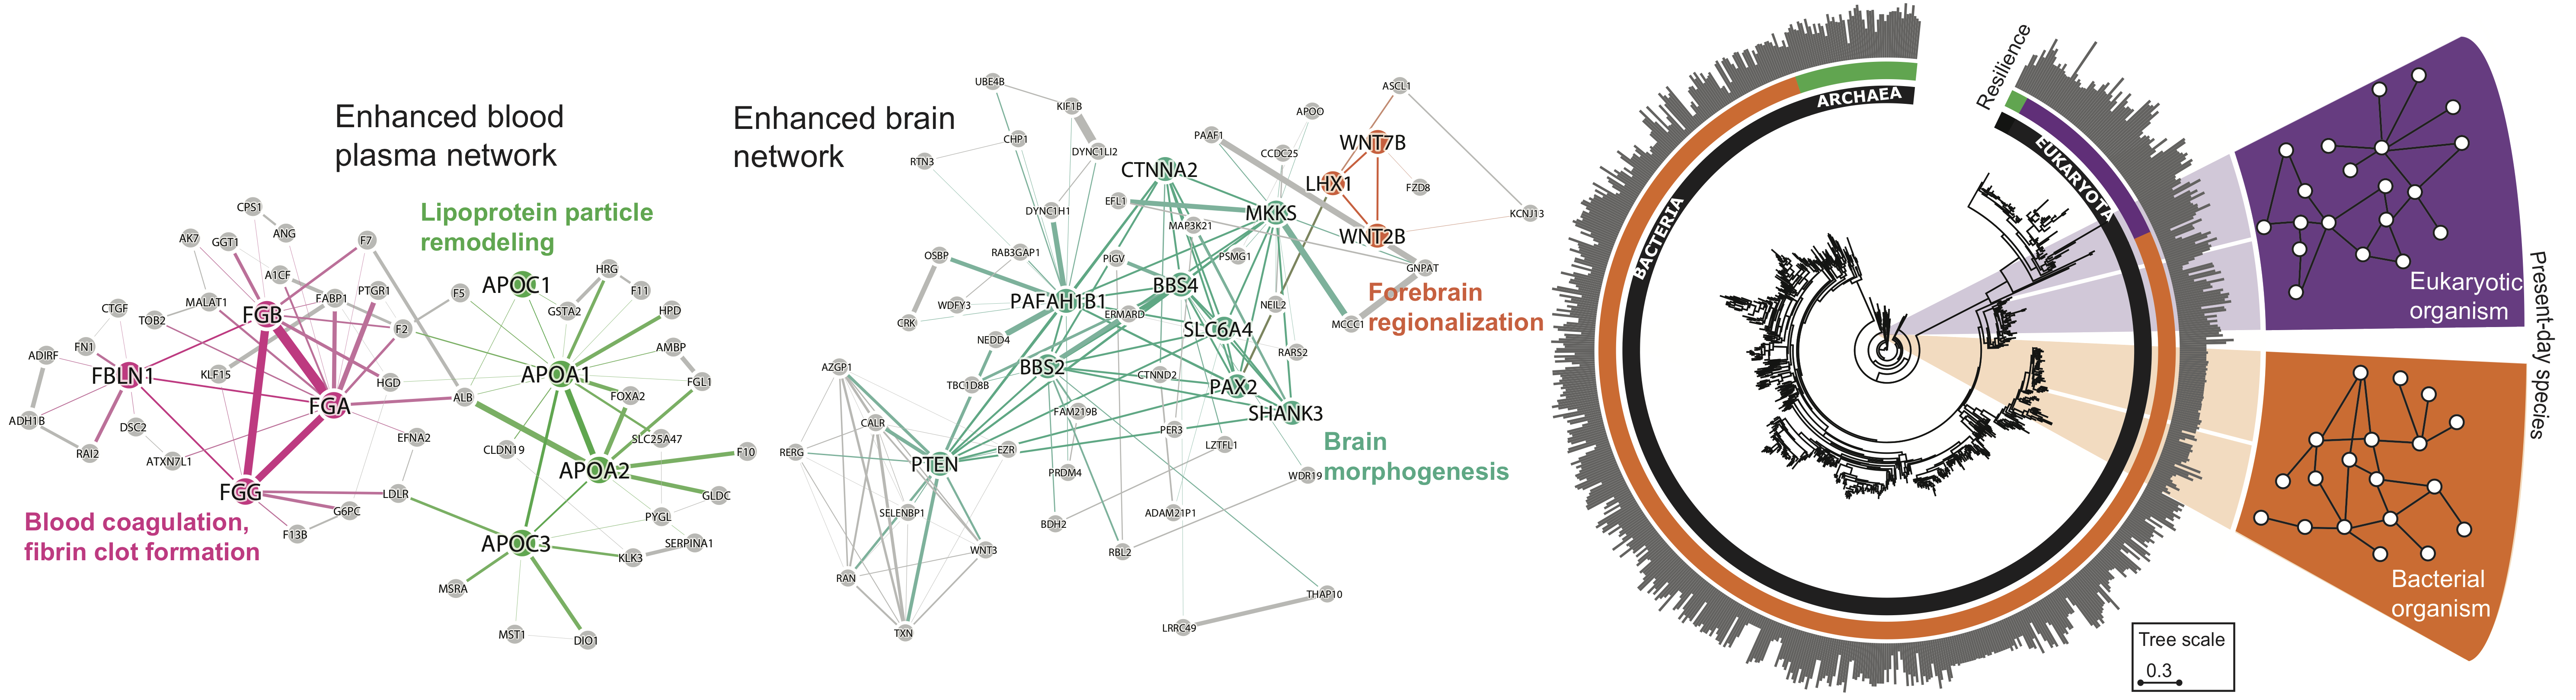 Enhanced blood
plasma network
Lipoprotein particle
remodeling
CPS1
AK7
GGT1
ANG
F7
A1CF
PTGR1
FABP1
MALAT1
CTGF
TOB2
FGB
F2
F5
APOC1
HRG
F11
GSTA2
HPD
FN1
ADIRF
FBLN1
KLF15
HGD
APOA1
AMBP
FGL1
FOXA2
ALB
FGA
ADH1B
DSC2
RAI2
ATXN7L1
EFNA2
CLDN19
SLC25A47
F10
APOA2
FGG
LDLR
G6PC
F13B
GLDC
PYGL
SERPINA1
APOC3
KLK3
MSRA
MST1
DIO1
Blood coagulation,
fibrin clot formation
Enhanced brain
network
UBE4B
KIF1B
CHP1
DYNC1LI2
RTN3
DYNC1H1
RAB3GAP1
OSBP
WDFY3
CRK
PAFAH1B1
NEDD4
CTNNA2
EFL1
MAP3K21
PIGV
PSMG1
BBS4
ERMARD
SLC6A4
MKKS
PAAF1
CCDC25
APOO
ASCL1
WNT7B
LHX1
FZD8
WNT2B
KCNJ13
GNPAT
NEIL2
MCCC1
Forebrain
regionalization
RARS2
BBS2
TBC1D8B
CTNND2
PAX2
SHANK3
AZGP1
CALR
FAM219B
PER3
LZTFL1
RERG
PTEN
EZR
PRDM4
WDR19
Brain
morphogenesis
SELENBP1
BDH2
ADAM21P1
RBL2
WNT3
RAN
TXN
THAP10
LRRC49
ARCHAEA
BACTERIA
EUKARYOTA
Resilience
Eukaryotic
organism
Bacterial
organism
Present-day species
Tree scale
0.3